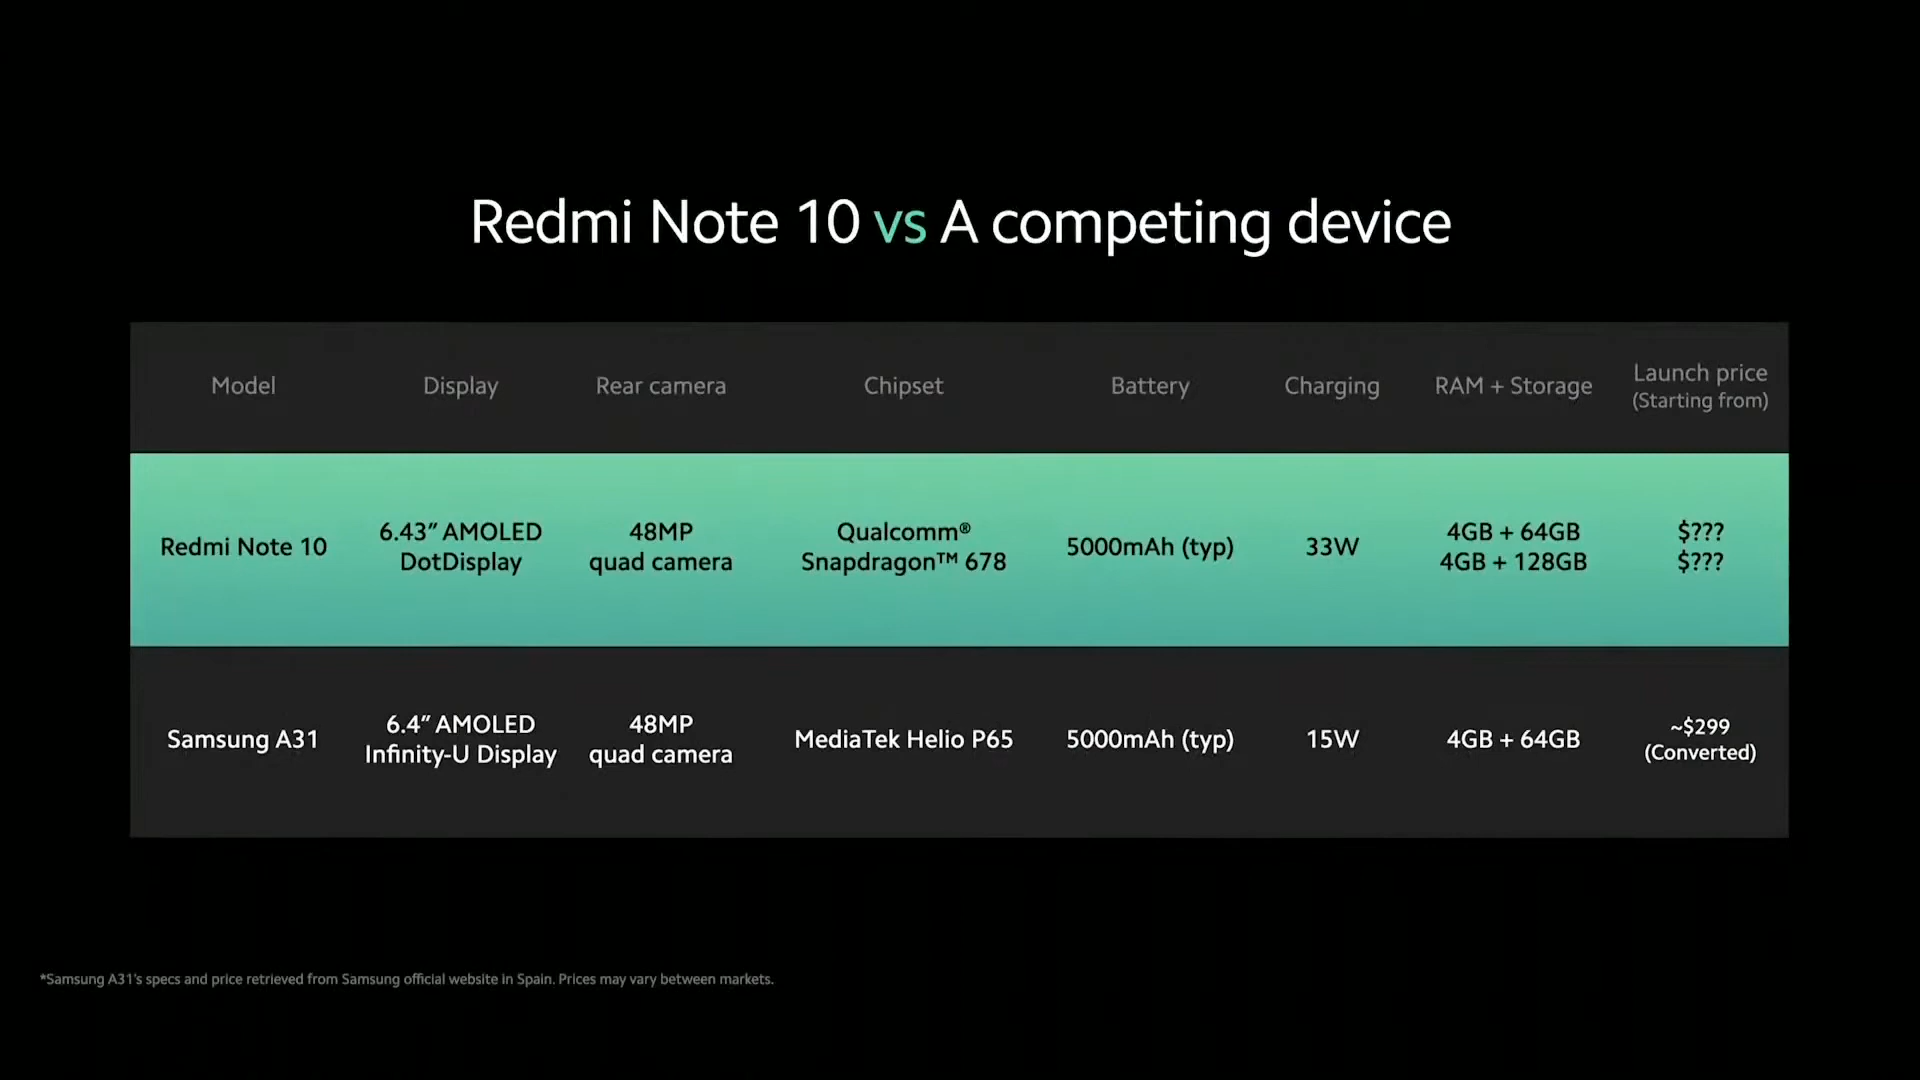 Redmi Note 10 vs A competing device
Model
Display
Rear camera
Chipset
Battery
Charging
RAM + Storage
Launch price
(Starting from)
Redmi Note 10
6.43” AMOLED
DotDisplay
48MP
quad camera
Qualcomm®
Snapdragon™ 678
5000mAh (typ)
33W
4GB + 64GB
4GB + 128GB
$???
$???
Samsung A31
6.4” AMOLED
Infinity-U Display
48MP
quad camera
MediaTek Helio P65
5000mAh (typ)
15W
4GB + 64GB
~$299
(Converted)
*Samsung A31's specs and price retrieved from Samsung official website in Spain. Prices may vary between markets.